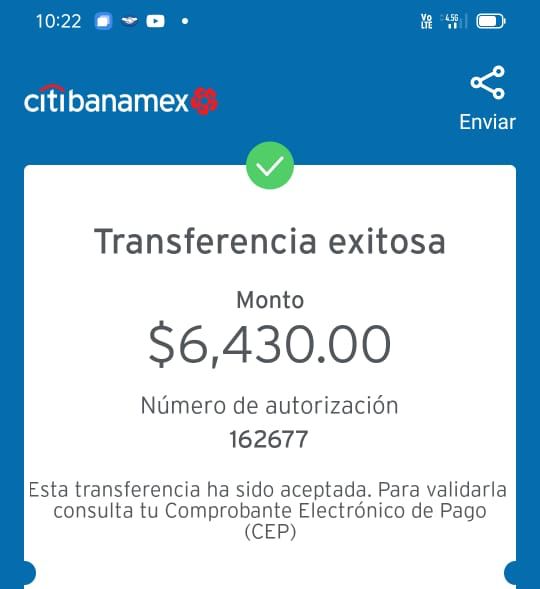 10:22
Vo
LTE
4.5G
citibanamex
Enviar
Transferencia exitosa
Monto
$6,430.00
Número de autorización
162677
Esta transferencia ha sido aceptada. Para validarla
consulta tu Comprobante Electrónico de Pago
(CEP)